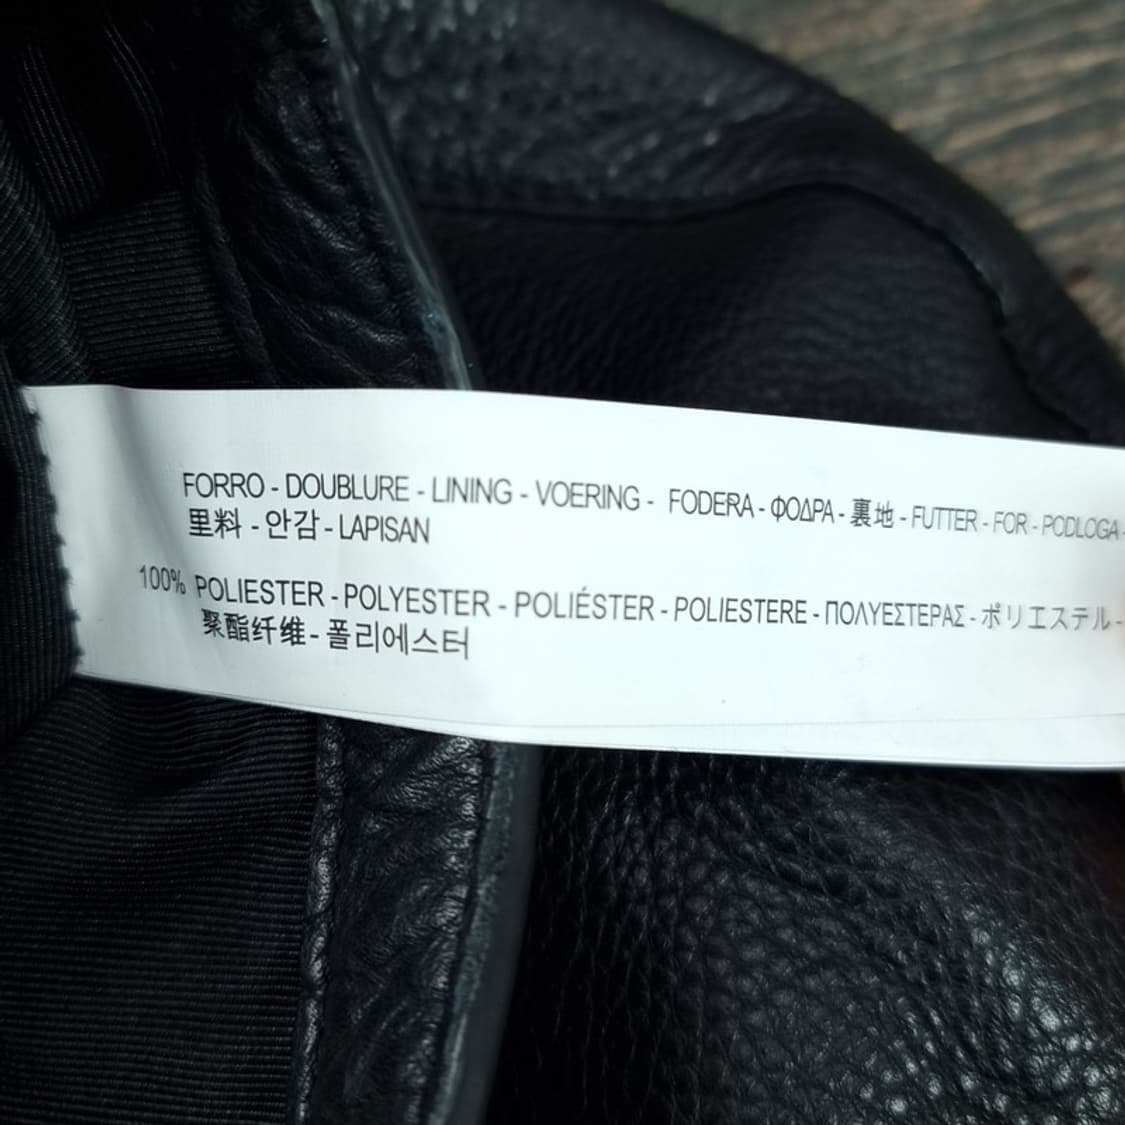 FORRO - DOUBLURE - LINING - VOERING - FODERA - ΦΟΔΡΑ - 裏地 - FUTTER - FOR - PODLOGA -
里料 - 안감 - LAPISAN
100% POLIESTER - POLYESTER - POLIÉSTER - POLIESTERE - ΠΟΛΥΕΣΤΕΡΑΣ - ポリエステル -
聚酯纤维 - 폴리에스터